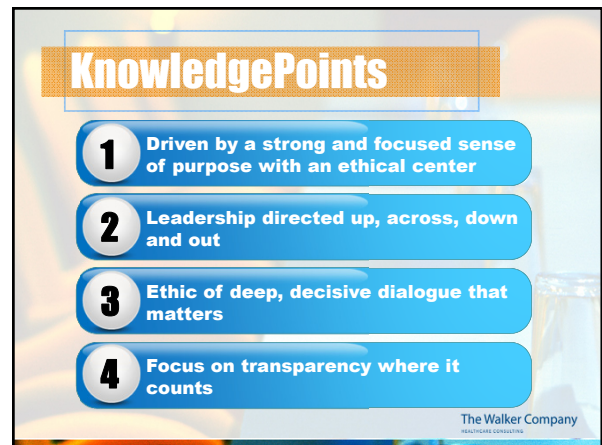 KnowledgePoints
1
Driven by a strong and focused sense
of purpose with an ethical center
2
Leadership directed up, across, down
and out
3
Ethic of deep, decisive dialogue that
matters
4
Focus on transparency where it
counts
The Walker Company
HEALTHCARE CONSULTING